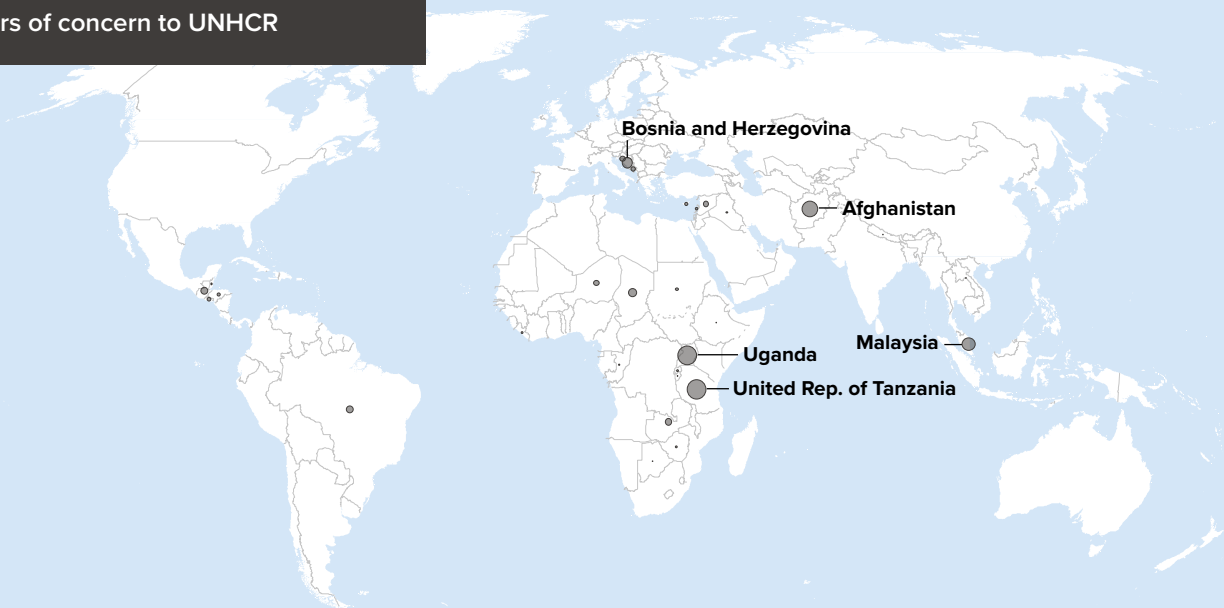 rs of concern to UNHCR
Bosnia and Herzegovina
Afghanistan
Malaysia
Uganda
United Rep. of Tanzania